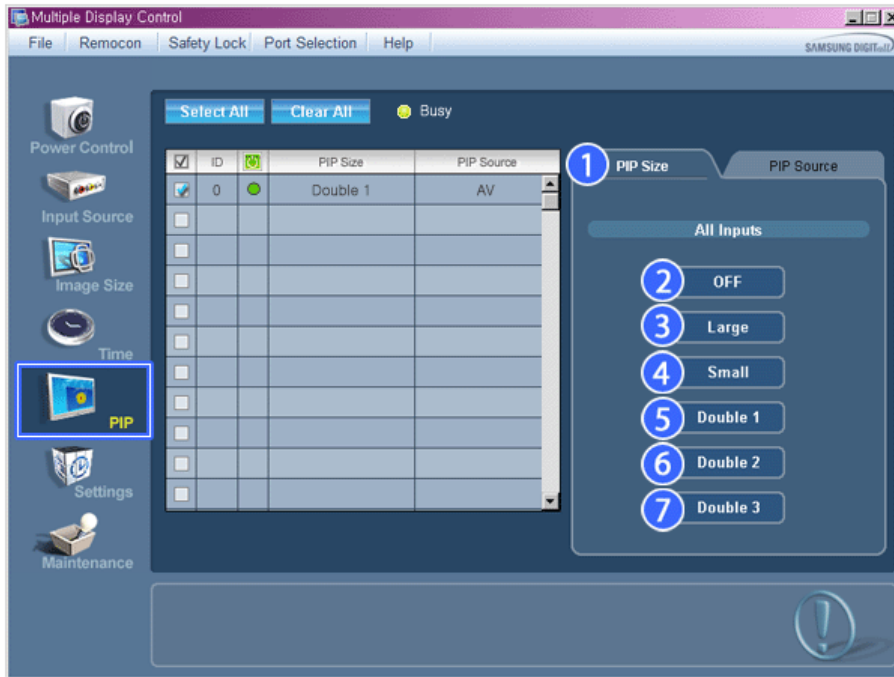 Multiple Display Control
File Remocon Safety Lock Port Selection Help
SAMSUNG DIGITall
Select All Clear All Busy
Power Control
Input Source
Image Size
Time
PIP
Settings
Maintenance
ID PIP Size PIP Source
0 Double 1 AV
1 PIP Size PIP Source
All Inputs
2 OFF
3 Large
4 Small
5 Double 1
6 Double 2
7 Double 3